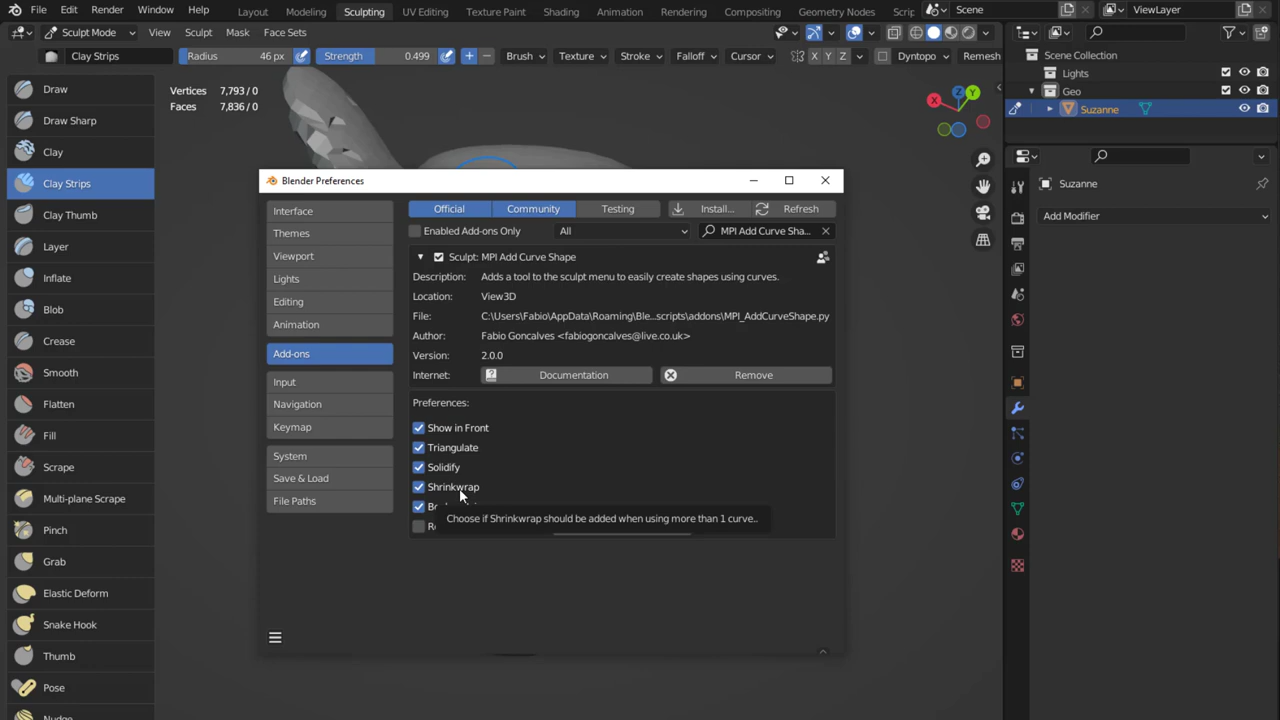 File Edit Render Window Help Layout Modeling Sculpting UV Editing Texture Paint Shading Animation Rendering Compositing Geometry Nodes Scene ViewLayer
Sculpt Mode View Sculpt Mask Face Sets
Clay Strips Radius 46 px Strength 0.499 Brush Texture Stroke Falloff Cursor X Y Z Dyntopo Remesh
Draw
Draw Sharp
Clay
Clay Strips
Clay Thumb
Layer
Inflate
Blob
Crease
Smooth
Flatten
Fill
Scrape
Multi-plane Scrape
Pinch
Grab
Elastic Deform
Snake Hook
Thumb
Pose
Vertices 7,793 / 0
Faces 7,836 / 0
X Z Y
Blender Preferences
Interface
Themes
Viewport
Lights
Editing
Animation
Add-ons
Input
Navigation
Keymap
System
Save & Load
File Paths
Official Community Testing Install... Refresh
Enabled Add-ons Only All MPI Add Curve Sha...
Sculpt: MPI Add Curve Shape
Description: Adds a tool to the sculpt menu to easily create shapes using curves.
Location: View3D
File: C:\Users/Fabio\AppData\Roaming\Ble...scripts\addons\MPI_AddCurveShape.py
Author: Fabio Goncalves <fabiogoncalves@live.co.uk>
Version: 2.0.0
Internet: Documentation Remove
Preferences:
Show in Front
Triangulate
Solidify
Shrinkwrap
Choose if Shrinkwrap should be added when using more than 1 curve..
Scene Collection
Lights
Geo
Suzanne
Suzanne
Add Modifier